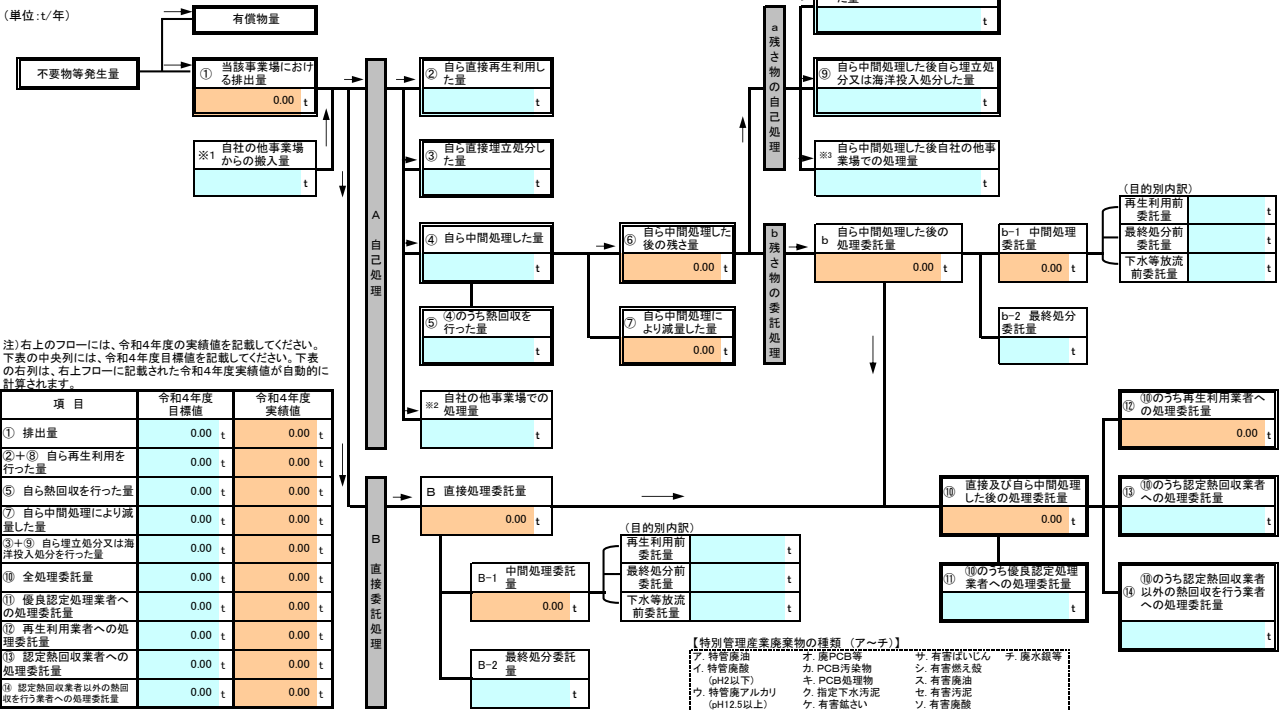 (単位:t/年)
有償物量
不要物等発生量
① 当該事業場におけ
る排出量
0.00 t
※1 自社の他事業場
からの搬入量
t
A 自己処理
② 自ら直接再生利用し
た量
t
③ 自ら直接埋立処分し
た量
t
④ 自ら中間処理した量
t
⑤ ④のうち熱回収を
行った量
t
※2 自社の他事業場での
処理量
t
⑥ 自ら中間処理した
後の残さ量
0.00 t
⑦ 自ら中間処理に
より減量した量
0.00 t
a 残さ物の自己処理
t
⑨ 自ら中間処理した後自ら埋立処
分又は海洋投入処分した量
t
※3 自ら中間処理した後自社の他事
業場での処理量
t
b 残さ物の委託処理
b 自ら中間処理した後の
処理委託量
0.00 t
b-1 中間処理
委託量
0.00 t
b-2 最終処分
委託量
t
(目的別内訳)
再生利用前
委託量
t
最終処分前
委託量
t
下水等放流
前委託量
t
注)右上のフローには、令和4年度の実績値を記載してください。
下表の中央列には、令和4年度目標値を記載してください。下表
の右列は、右上フローに記載された令和4年度実績値が自動的に
計算されます。
項 目 令和4年度 令和4年度
目標値 実績値
① 排出量 0.00 t 0.00 t
②+⑧ 自ら再生利用を
行った量 0.00 t 0.00 t
⑤ 自ら熱回収を行った量 0.00 t 0.00 t
⑦ 自ら中間処理により減
量した量 0.00 t 0.00 t
③+⑨ 自ら埋立処分又は海
洋投入処分を行った量 0.00 t 0.00 t
⑩ 全処理委託量 0.00 t 0.00 t
⑪ 優良認定処理業者へ
の処理委託量 0.00 t 0.00 t
⑫ 再生利用業者への処
理委託量 0.00 t 0.00 t
⑬ 認定熱回収業者への
処理委託量 0.00 t 0.00 t
⑭ 認定熱回収業者以外の熱回
収を行う業者への処理委託量 0.00 t 0.00 t
B 直接委託処理
B 直接処理委託量
0.00 t
B-1 中間処理委託
量
0.00 t
B-2 最終処分委託
量
t
(目的別内訳)
再生利用前
委託量
t
最終処分前
委託量
t
下水等放流
前委託量
t
⑩ 直接及び自ら中間処理
した後の処理委託量
0.00 t
⑪ ⑩のうち優良認定処理
業者への処理委託量
t
⑫ ⑩のうち再生利用業者へ
の処理委託量
0.00 t
⑬ ⑩のうち認定熱回収業者
への処理委託量
t
⑭ ⑩のうち認定熱回収業者
以外の熱回収を行う業者
への処理委託量
t
【特別管理産業廃棄物の種類 (ア~チ)】
ア. 特管廃油 オ. 廃PCB等 サ. 有害ばいじん チ. 廃水銀等
イ. 特管廃酸 カ. PCB汚染物 シ. 有害燃え殻
(pH2以下) キ. PCB処理物 ス. 有害廃油
ウ. 特管廃アルカリ ク. 指定下水汚泥 セ. 有害汚泥
(pH12.5以上) ケ. 有害鉱さい ソ. 有害廃酸